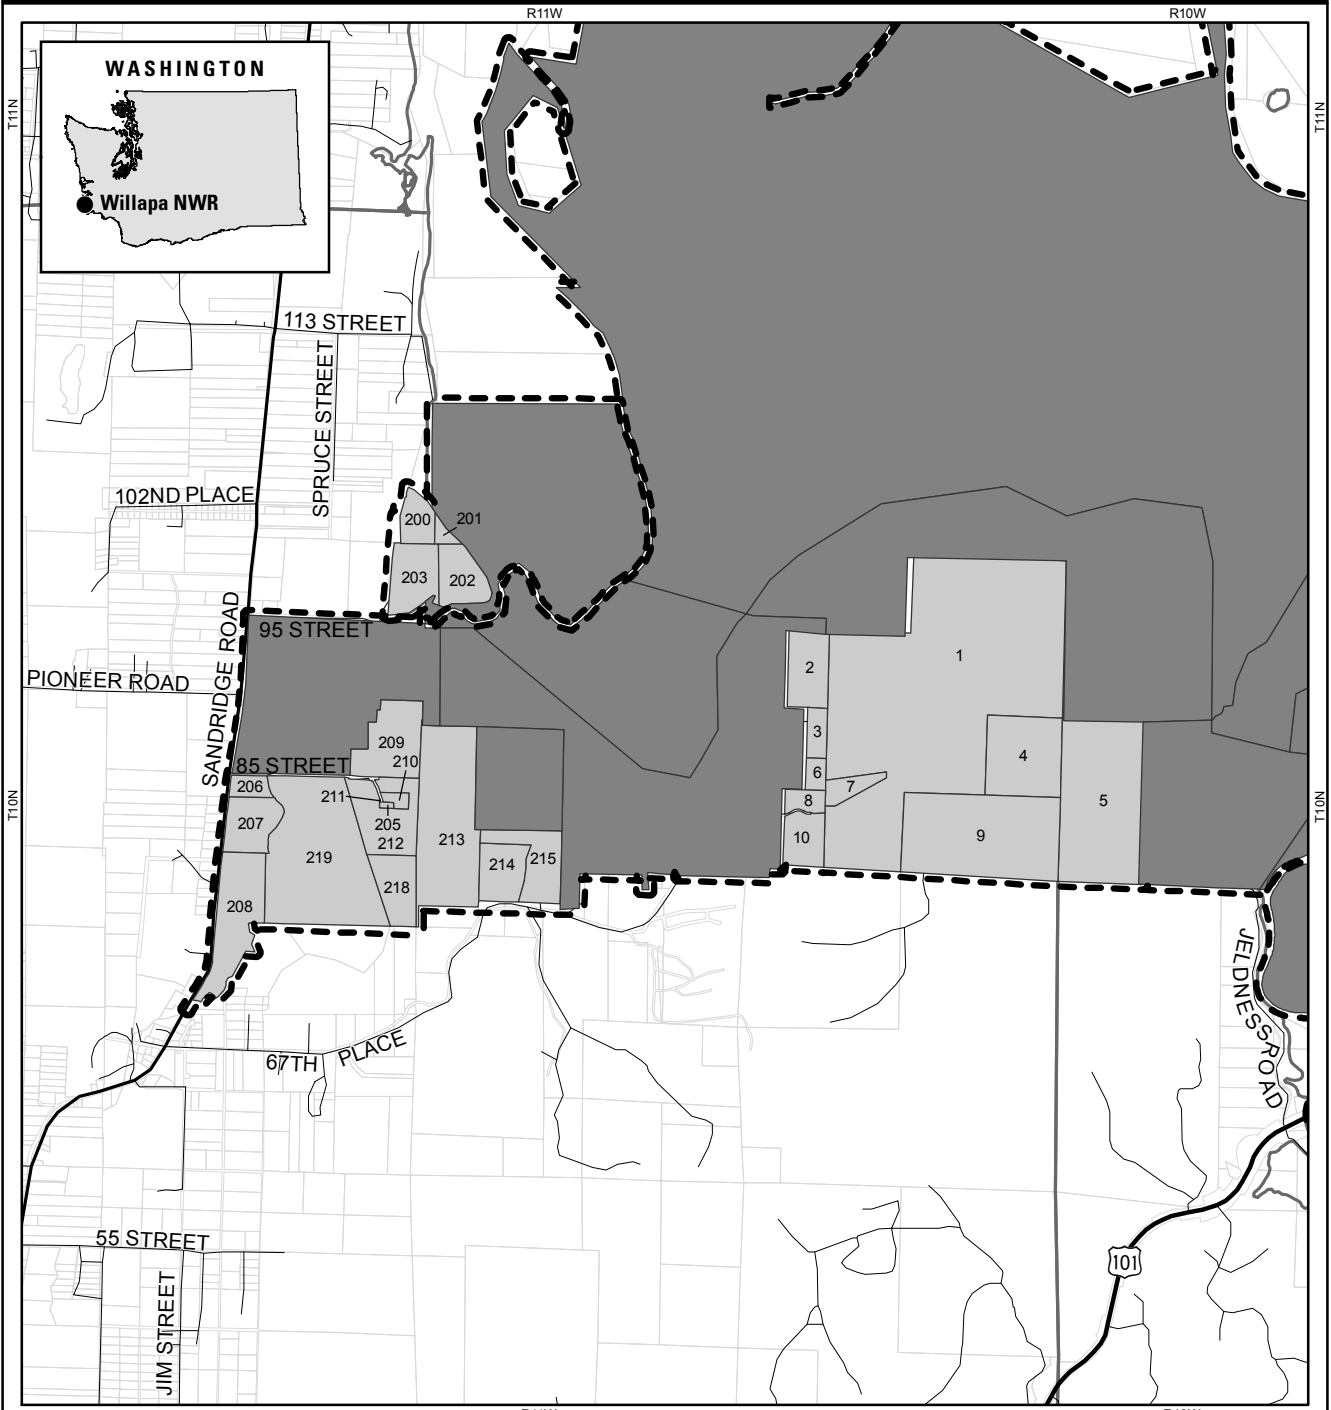 R11W
R10W
WASHINGTON
Willapa NWR
T11N
T11N
113 STREET
SPRUCE STREET
102ND PLACE
200
201
203
202
SANDRIDGE ROAD
95 STREET
PIONEER ROAD
1
2
3
4
5
6
7
8
9
10
209
85 STREET
210
206
211
205
207
212
213
219
214
215
218
208
T10N
T10N
JELDNESS ROAD
67TH PLACE
55 STREET
JIM STREET
101